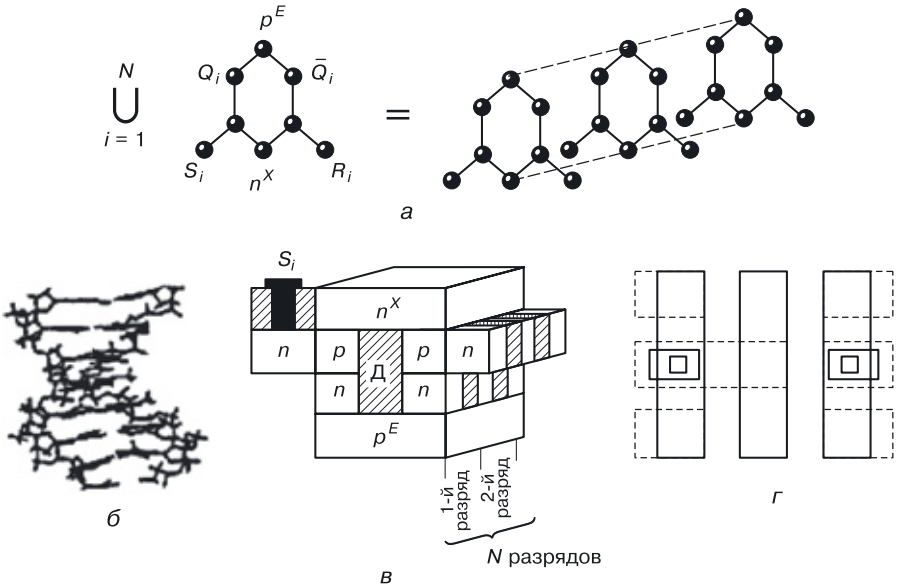 p^E
N
Q_i Q̄_i
∪ =
i = 1
S_i n^X R_i
а
S_i
n^X
n p p n
Д
n n
p^E
1-й разряд
2-й разряд
N разрядов
б
в
г